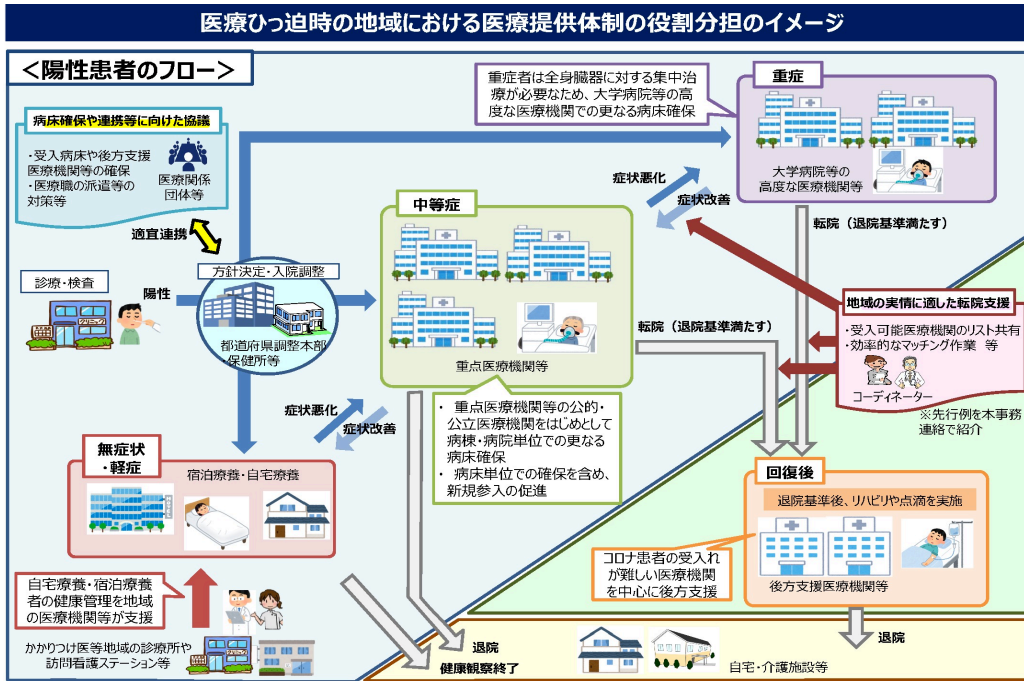 医療ひっ迫時の地域における医療提供体制の役割分担のイメージ
＜陽性患者のフロー＞
病床確保や連携等に向けた協議
・受入病床や後方支援
医療機関等の確保
・医療職の派遣等の
対策等
医療関係
団体等
適宜連携
診療・検査
クリニック
陽性
方針決定・入院調整
都道府県調整本部・
保健所等
重症者は全身臓器に対する集中治
療が必要なため、大学病院等の高
度な医療機関での更なる病床確保
重症
大学病院等の
高度な医療機関等
症状悪化
症状改善
中等症
重点医療機関等
・ 重点医療機関等の公的・
公立医療機関をはじめとして
病棟・病院単位での更なる
病床確保
・ 病床単位での確保を含め、
新規参入の促進
転院（退院基準満たす）
転院（退院基準満たす）
地域の実情に適した転院支援
・受入可能医療機関のリスト共有
・効率的なマッチング作業 等
コーディネーター
※先行例を本事務
連絡で紹介
症状悪化
症状改善
無症状
・軽症
宿泊療養・自宅療養
自宅療養・宿泊療養
者の健康管理を地域
の医療機関等が支援
かかりつけ医等地域の診療所や
訪問看護ステーション等
回復後
退院基準後、リハビリや点滴を実施
後方支援医療機関等
コロナ患者の受入れ
が難しい医療機関
を中心に後方支援
退院
健康観察終了
退院
自宅・介護施設等